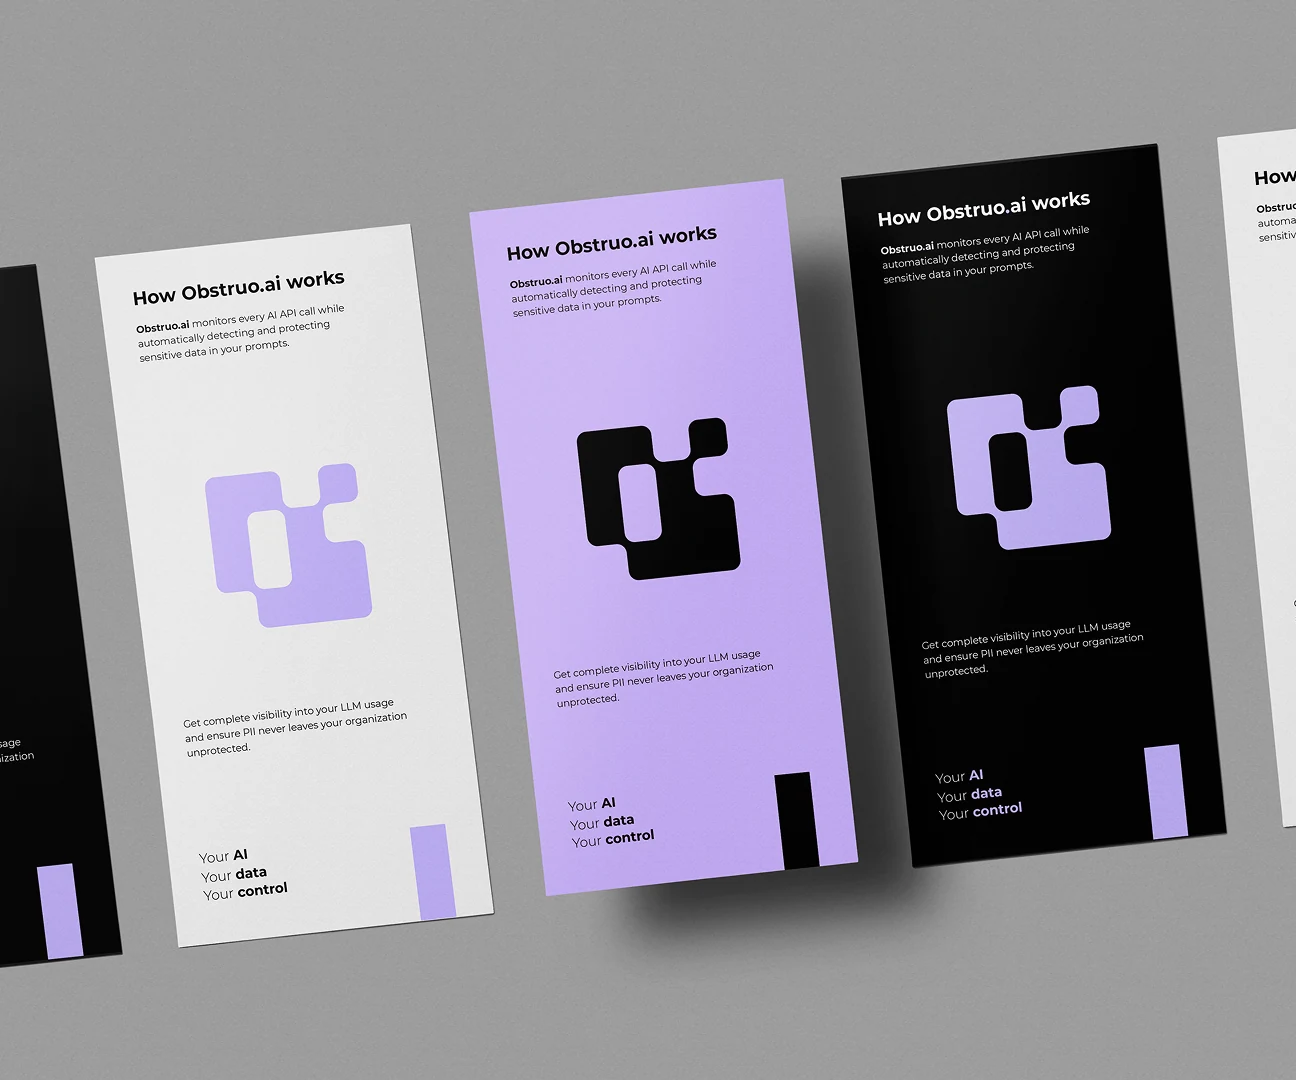 sage
ization
How Obstruo.ai works
Obstruo.ai monitors every AI API call while
automatically detecting and protecting
sensitive data in your prompts.
Get complete visibility into your LLM usage
and ensure PII never leaves your organization
unprotected.
Your AI
Your data
Your control
How Obstruo.ai works
Obstruo.ai monitors every AI API call while
automatically detecting and protecting
sensitive data in your prompts.
Get complete visibility into your LLM usage
and ensure PII never leaves your organization
unprotected.
Your AI
Your data
Your control
How Obstruo.ai works
Obstruo.ai monitors every AI API call while
automatically detecting and protecting
sensitive data in your prompts.
Get complete visibility into your LLM usage
and ensure PII never leaves your organization
unprotected.
Your AI
Your data
Your control
How
Obstruo
automa
sensitiv